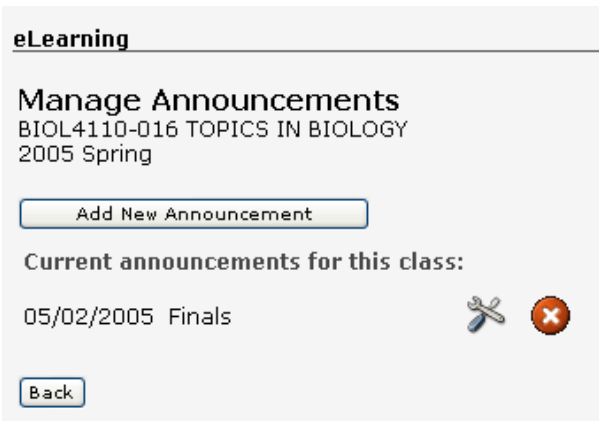 eLearning
Manage Announcements
BIOL4110-016 TOPICS IN BIOLOGY
2005 Spring
Add New Announcement
Current announcements for this class:
05/02/2005 Finals
Back